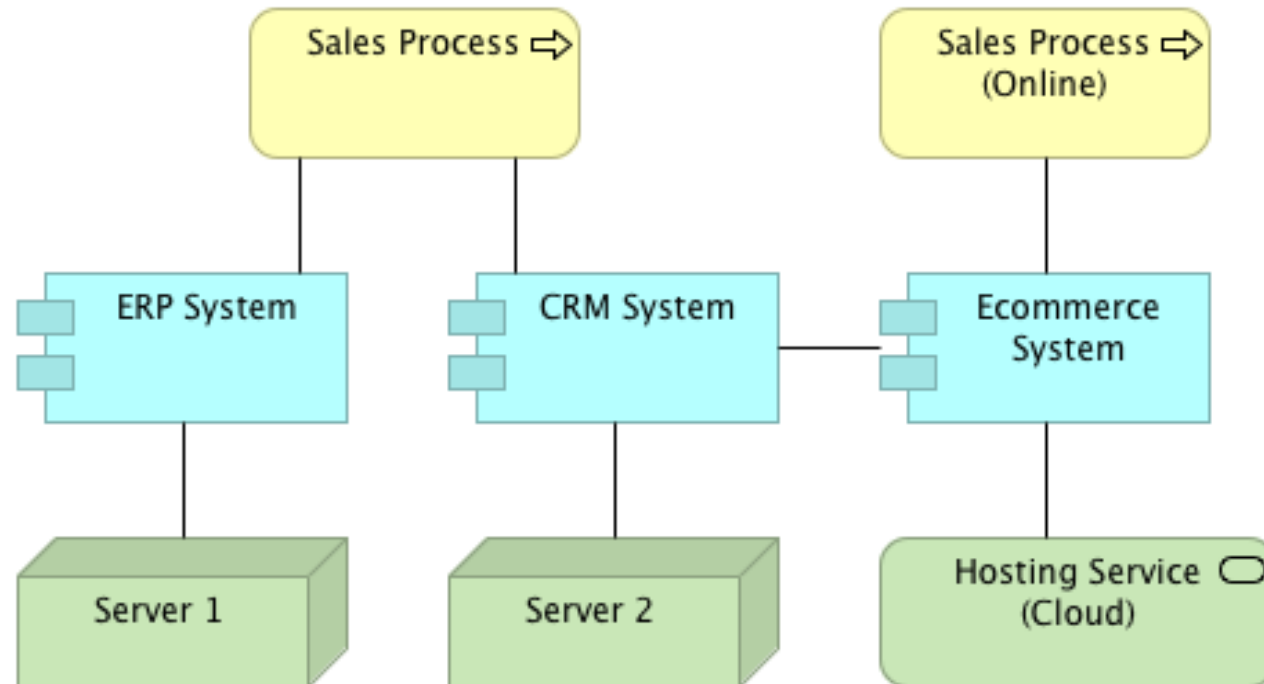 Sales Process
Sales Process
(Online)
ERP System
CRM System
Ecommerce
System
Server 1
Server 2
Hosting Service
(Cloud)